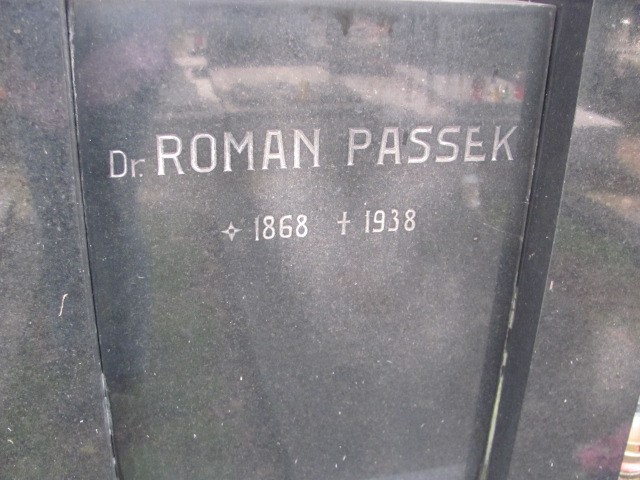 Dr. ROMAN PASSEK
✧ 1868 ✝ 1938